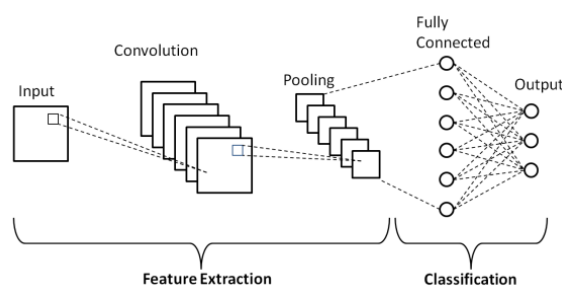 Fully
Connected
Convolution
Pooling
Output
Input
Feature Extraction
Classification